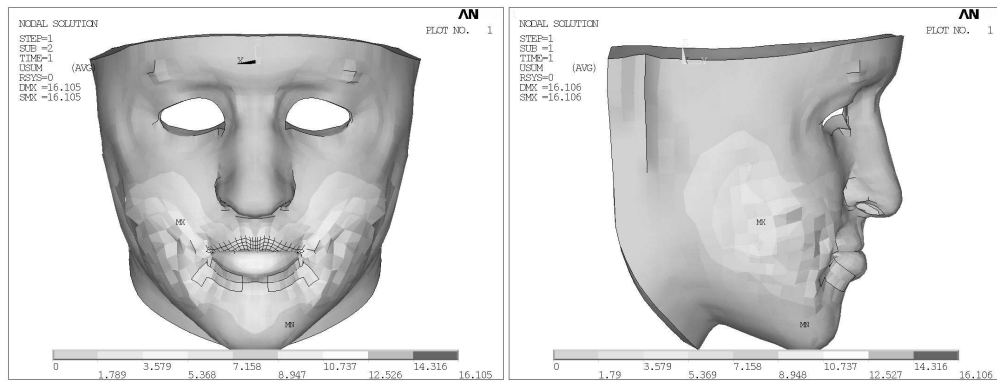 NODAL SOLUTION
STEP=1
SUB =2
TIME=1
USUM (AVG)
RSYS=0
DMX =16.105
SMX =16.105
AN
PLOT NO. 1
X
MX
MN
0 3.579 7.158 10.737 14.316
1.789 5.368 8.947 12.526 16.105
NODAL SOLUTION
STEP=1
SUB =1
TIME=1
USUM (AVG)
RSYS=0
DMX =16.106
SMX =16.106
AN
PLOT NO. 1
MX
MN
0 3.579 7.158 10.737 14.316
1.79 5.369 8.948 12.527 16.106